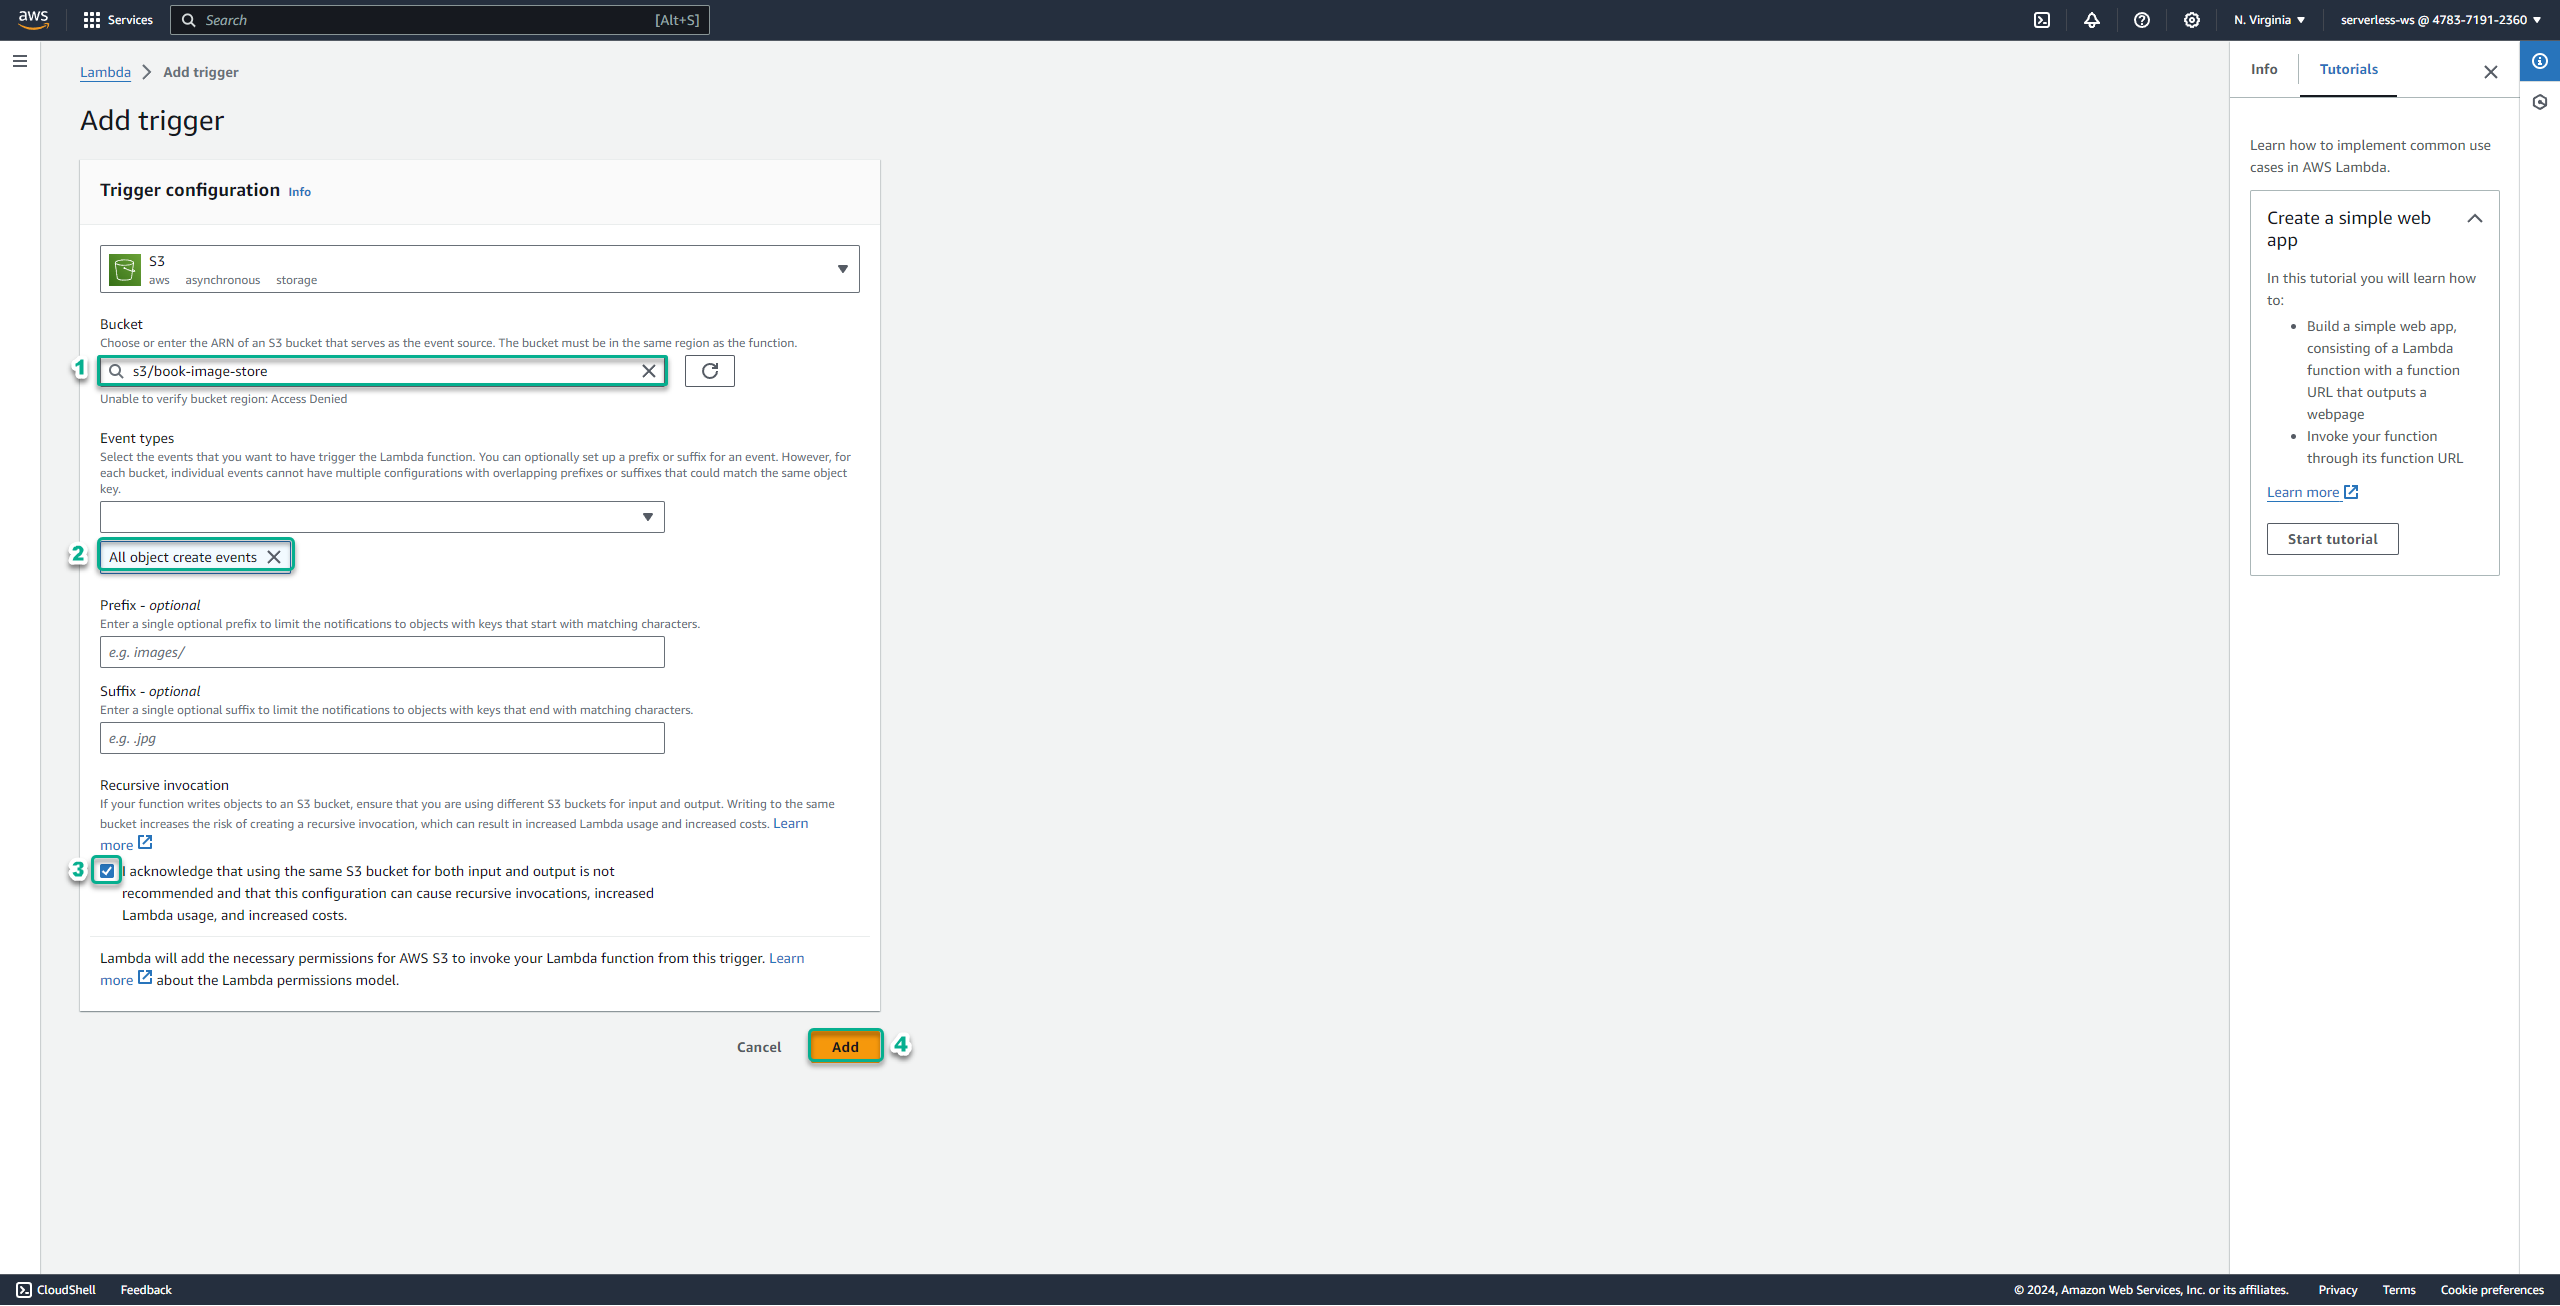 aws
Services
Search
[Alt+S]
N. Virginia
serverless-ws @ 4783-7191-2360
Lambda
Add trigger
Add trigger
Trigger configuration Info
S3
aws asynchronous storage
Bucket
Choose or enter the ARN of an S3 bucket that serves as the event source. The bucket must be in the same region as the function.
1
s3/book-image-store
Unable to verify bucket region: Access Denied
Event types
Select the events that you want to have trigger the Lambda function. You can optionally set up a prefix or suffix for an event. However, for
each bucket, individual events cannot have multiple configurations with overlapping prefixes or suffixes that could match the same object
key.
2
All object create events
Prefix - optional
Enter a single optional prefix to limit the notifications to objects with keys that start with matching characters.
e.g. images/
Suffix - optional
Enter a single optional suffix to limit the notifications to objects with keys that end with matching characters.
e.g. .jpg
Recursive invocation
If your function writes objects to an S3 bucket, ensure that you are using different S3 buckets for input and output. Writing to the same
bucket increases the risk of creating a recursive invocation, which can result in increased Lambda usage and increased costs. Learn
more
3
I acknowledge that using the same S3 bucket for both input and output is not
recommended and that this configuration can cause recursive invocations, increased
Lambda usage, and increased costs.
Lambda will add the necessary permissions for AWS S3 to invoke your Lambda function from this trigger. Learn
more about the Lambda permissions model.
Cancel
Add
4
Info
Tutorials
Learn how to implement common use
cases in AWS Lambda.
Create a simple web
app
In this tutorial you will learn how
to:
• Build a simple web app,
consisting of a Lambda
function with a function
URL that outputs a
webpage
• Invoke your function
through its function URL
Learn more
Start tutorial
CloudShell
Feedback
© 2024, Amazon Web Services, Inc. or its affiliates.
Privacy
Terms
Cookie preferences